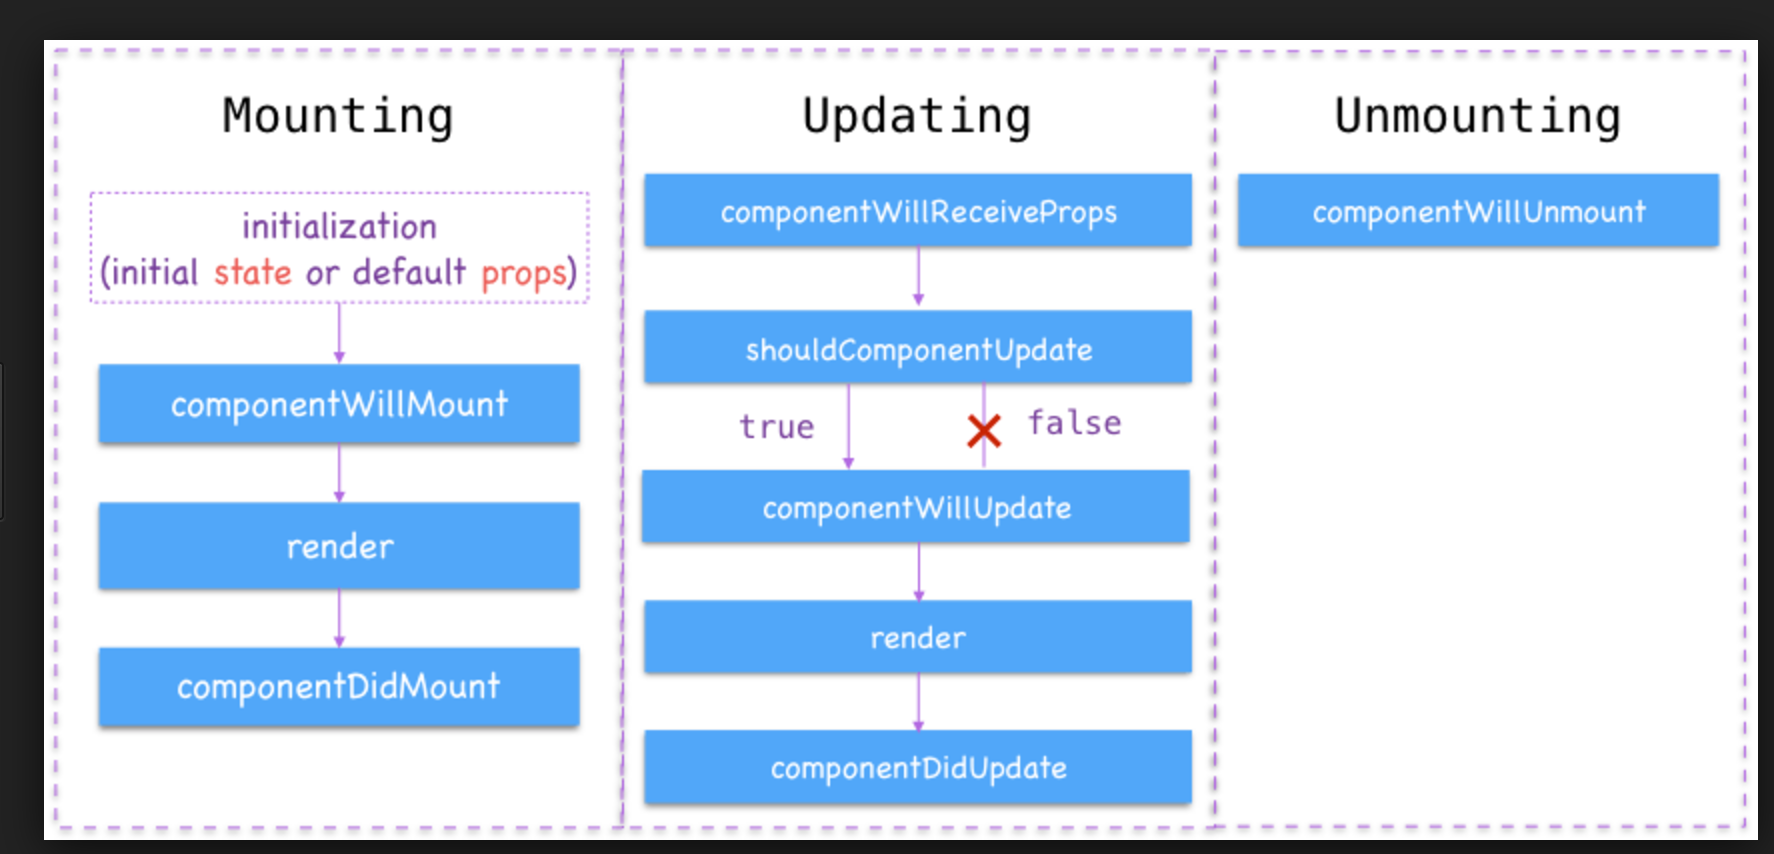 Mounting
initialization
(initial state or default props)
componentWillMount
render
componentDidMount
Updating
componentWillReceiveProps
shouldComponentUpdate
true
false
componentWillUpdate
render
componentDidUpdate
Unmounting
componentWillUnmount